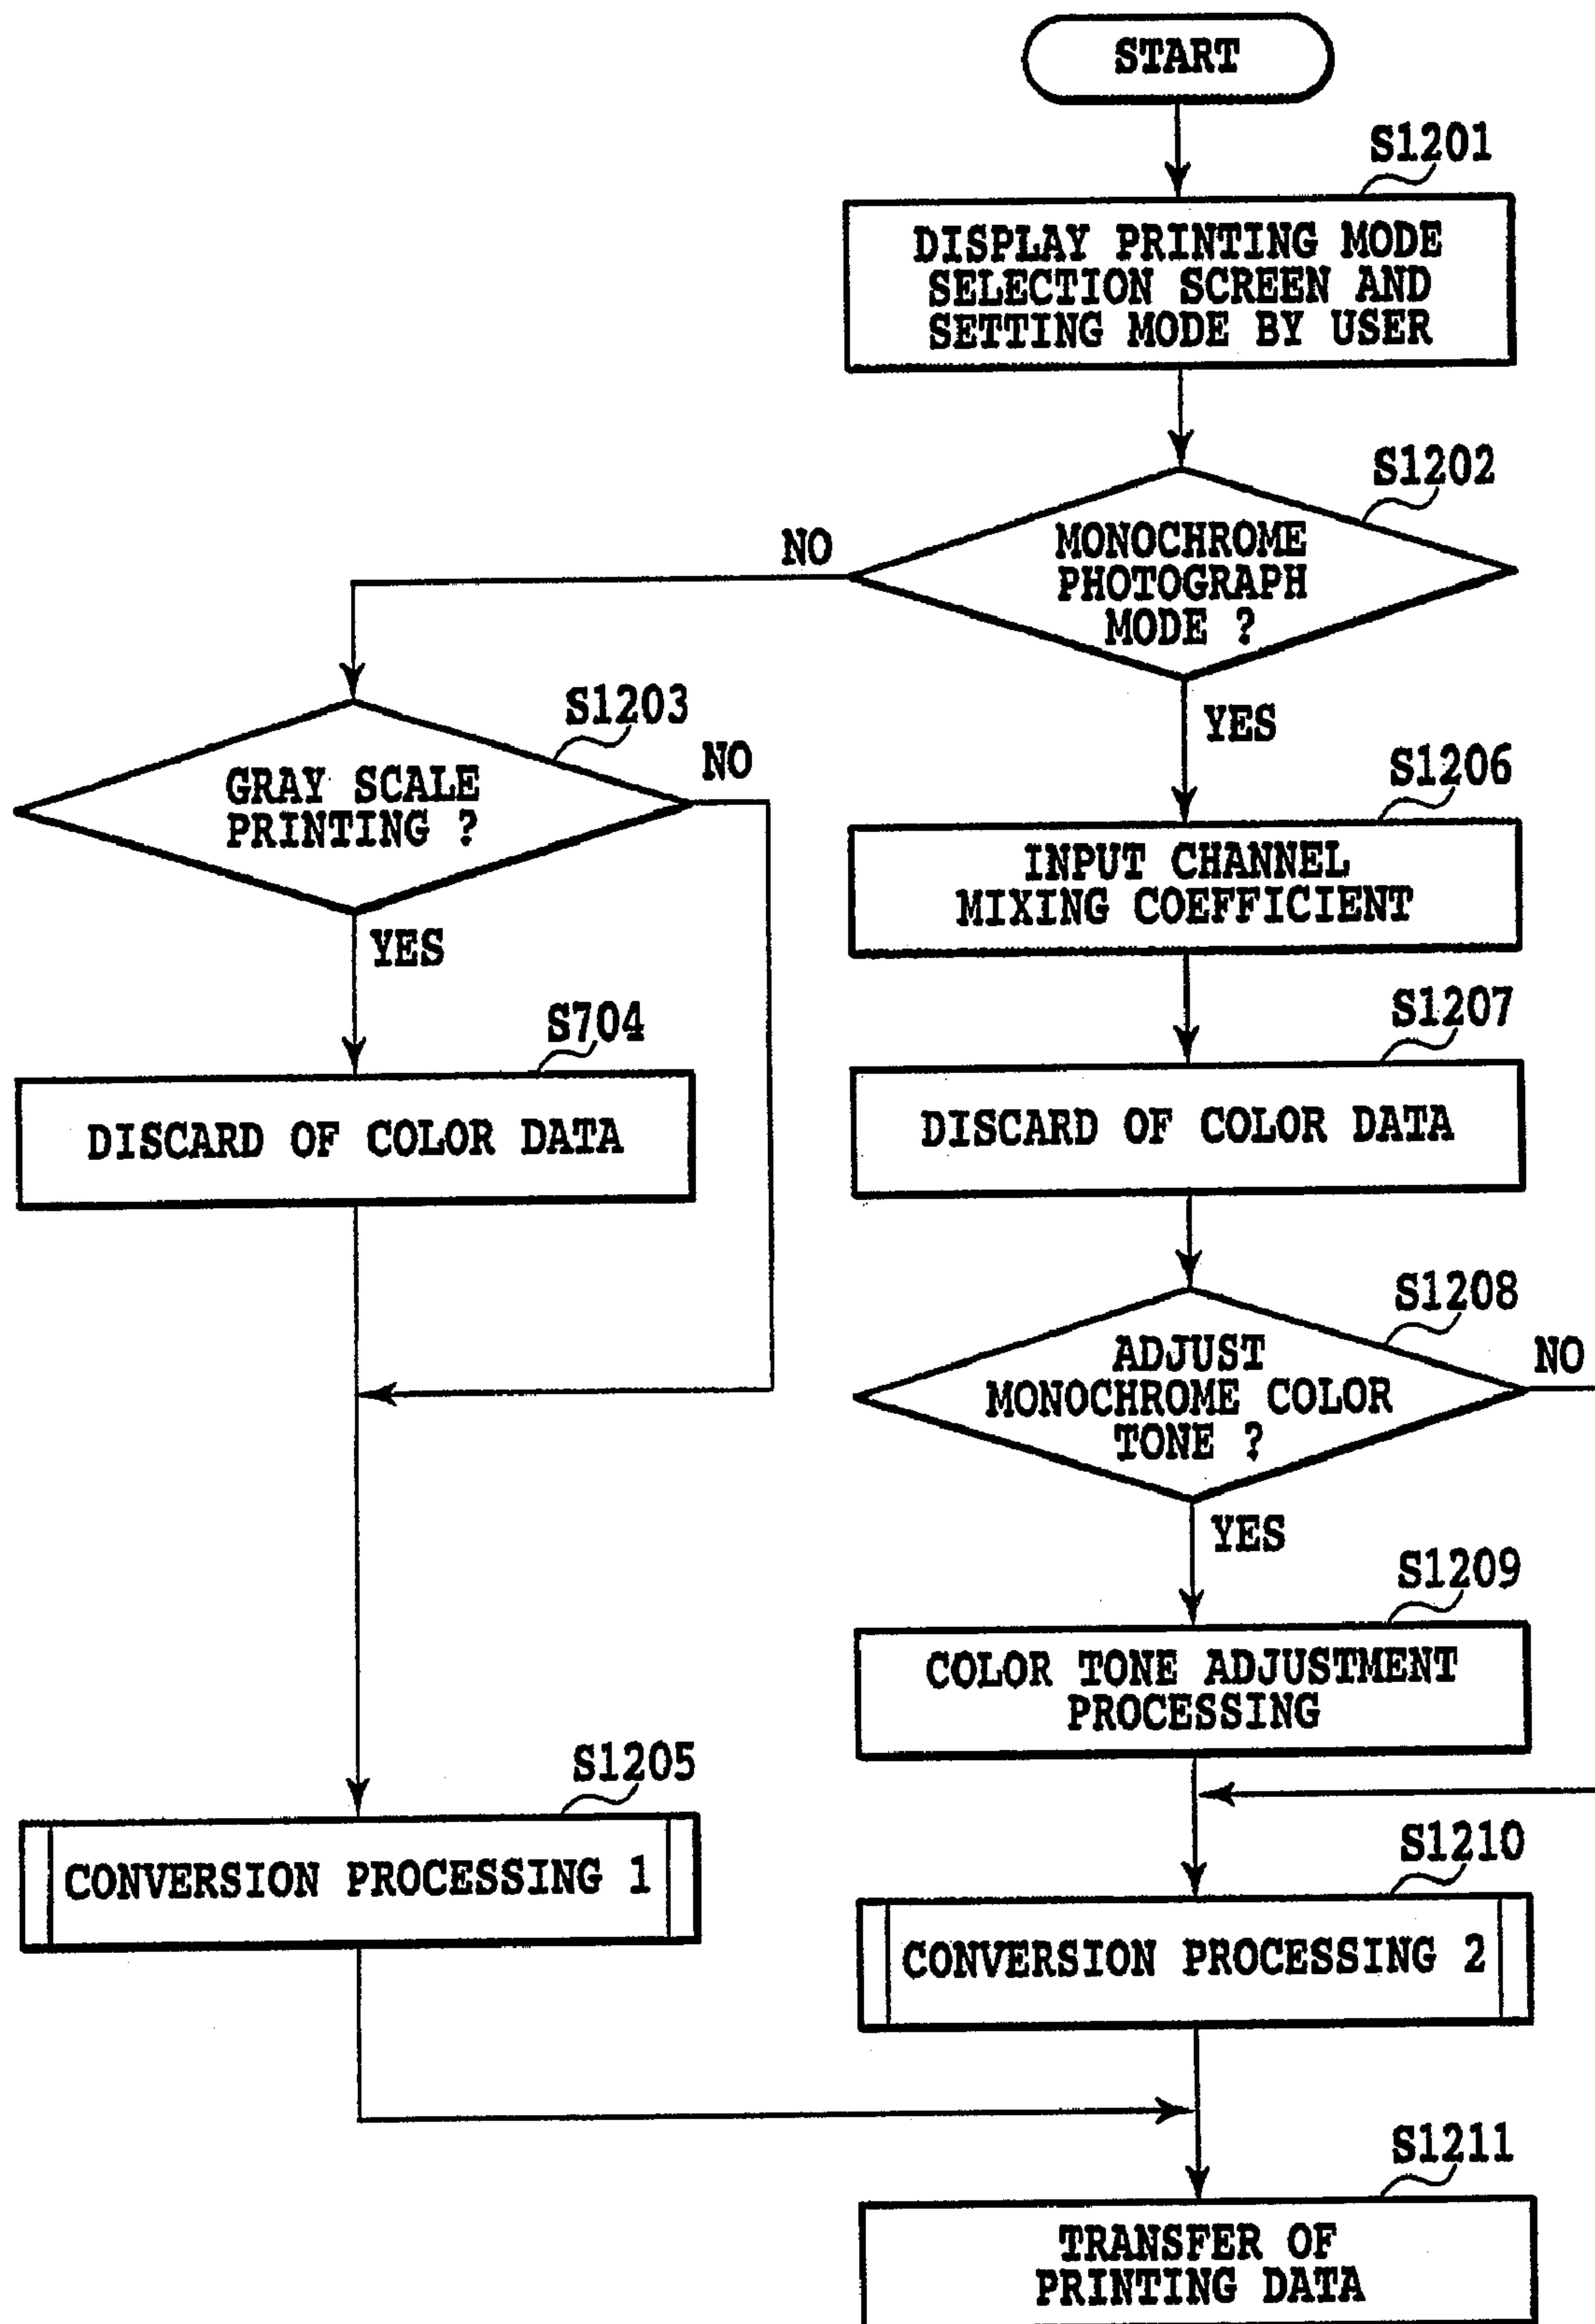 START
S1201
DISPLAY PRINTING MODE
SELECTION SCREEN AND
SETTING MODE BY USER
S1202
MONOCHROME
PHOTOGRAPH
MODE ?
NO
YES
S1203
GRAY SCALE
PRINTING ?
NO
YES
S704
DISCARD OF COLOR DATA
S1205
CONVERSION PROCESSING 1
S1206
INPUT CHANNEL
MIXING COEFFICIENT
S1207
DISCARD OF COLOR DATA
S1208
ADJUST
MONOCHROME COLOR
TONE ?
NO
YES
S1209
COLOR TONE ADJUSTMENT
PROCESSING
S1210
CONVERSION PROCESSING 2
S1211
TRANSFER OF
PRINTING DATA